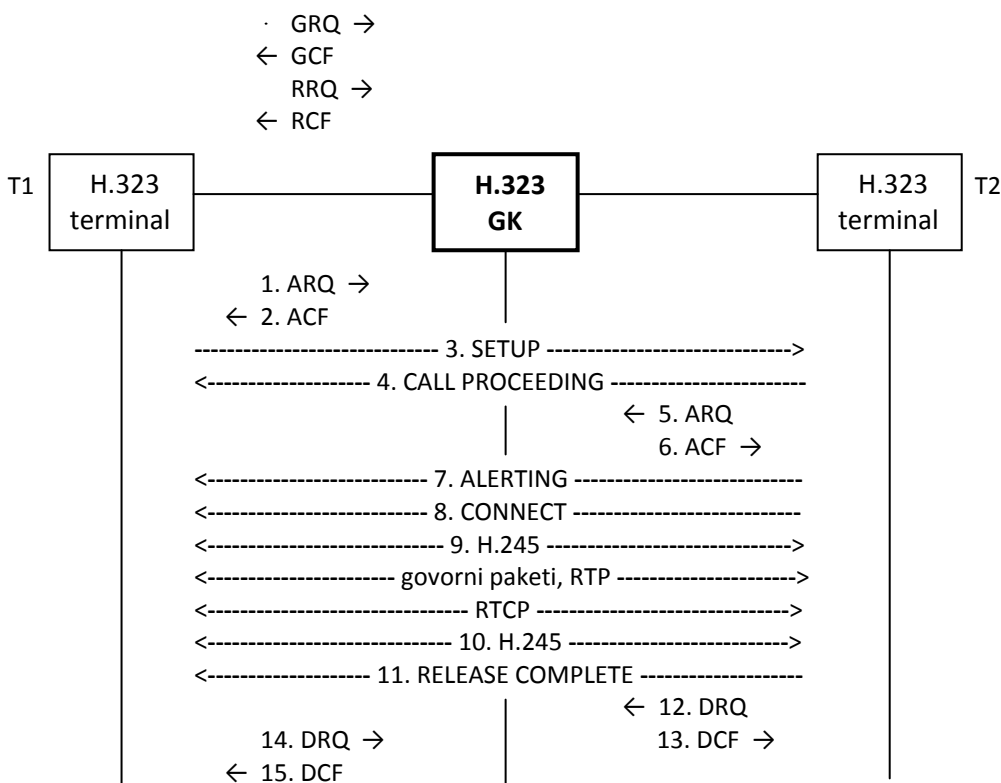 · GRQ →
← GCF
RRQ →
← RCF
T1 H.323 terminal H.323 GK H.323 terminal T2
1. ARQ →
← 2. ACF
------------------------------- 3. SETUP ------------------------------->
<--------------------- 4. CALL PROCEEDING -------------------------
← 5. ARQ
6. ACF →
<---------------------------- 7. ALERTING -----------------------------
<---------------------------- 8. CONNECT -----------------------------
<------------------------------- 9. H.245 ------------------------------->
<------------------------ govorni paketi, RTP ------------------------>
<--------------------------------- RTCP -------------------------------->
<------------------------------- 10. H.245 ----------------------------->
<--------------------- 11. RELEASE COMPLETE ---------------------
← 12. DRQ
14. DRQ → 13. DCF →
← 15. DCF